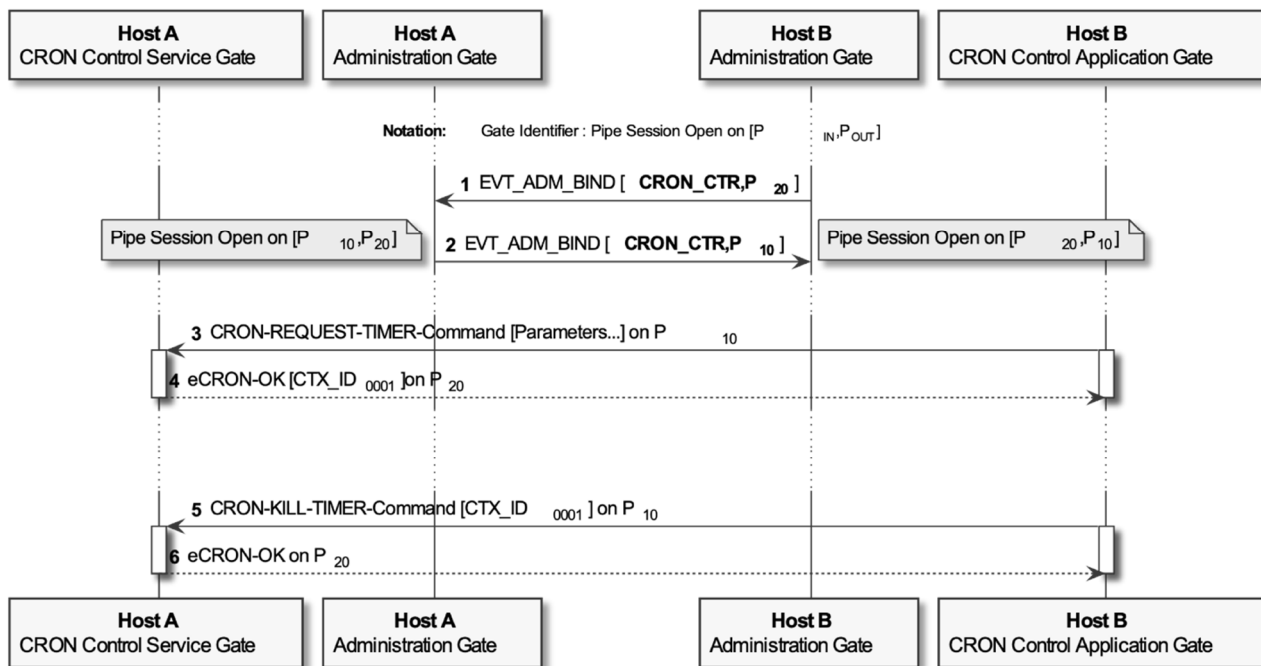 Host A
CRON Control Service Gate
Host A
Administration Gate
Host B
Administration Gate
Host B
CRON Control Application Gate
Notation: Gate Identifier : Pipe Session Open on [P IN,P OUT]
1 EVT_ADM_BIND [ CRON_CTR,P 20 ]
Pipe Session Open on [P 10,P20]
2 EVT_ADM_BIND [ CRON_CTR,P 10 ]
Pipe Session Open on [P 20,P10]
3 CRON-REQUEST-TIMER-Command [Parameters...] on P 10
4 eCRON-OK [CTX_ID 0001 ]on P 20
5 CRON-KILL-TIMER-Command [CTX_ID 0001 ] on P 10
6 eCRON-OK on P 20
Host A
CRON Control Service Gate
Host A
Administration Gate
Host B
Administration Gate
Host B
CRON Control Application Gate